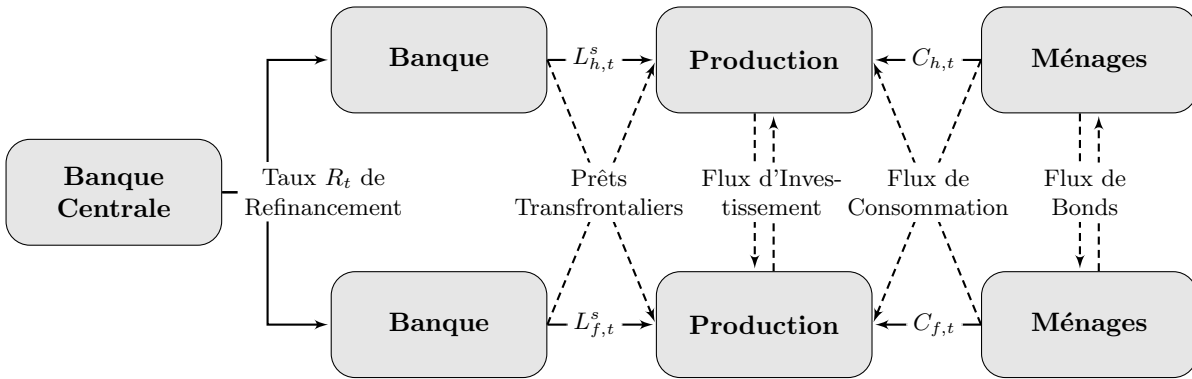 Banque
$L^s_{h,t}$
Production
$C_{h,t}$
Ménages
Banque
Centrale
Taux $R_t$ de
Refinancement
Prêts
Transfrontaliers
Flux d'Inves-
tissement
Flux de
Consommation
Flux de
Bonds
Banque
$L^s_{f,t}$
Production
$C_{f,t}$
Ménages